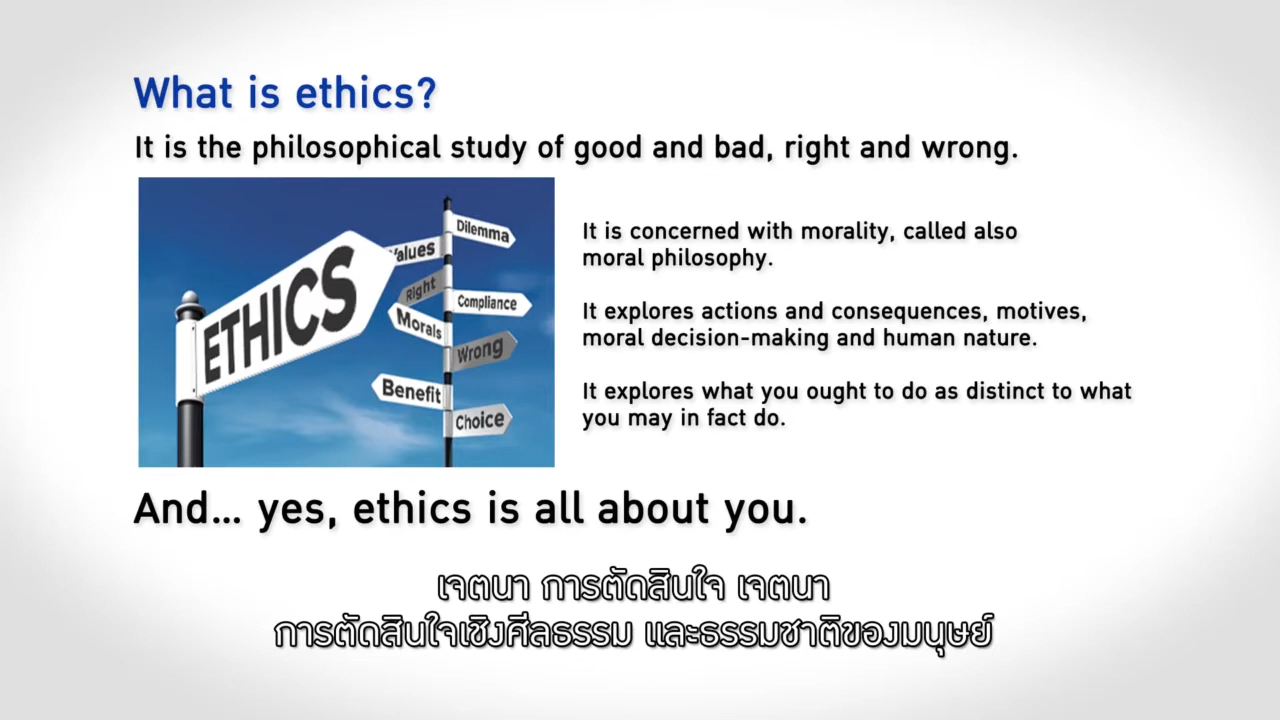 What is ethics?
It is the philosophical study of good and bad, right and wrong.
ETHICS
Values
Dilemma
Right
Compliance
Morals
Wrong
Benefit
Choice
It is concerned with morality, called also
moral philosophy.
It explores actions and consequences, motives,
moral decision-making and human nature.
It explores what you ought to do as distinct to what
you may in fact do.
And... yes, ethics is all about you.
เจตนา การตัดสินใจ เจตนา
การตัดสินใจเชิงศีลธรรม และธรรมชาติของมนุษย์